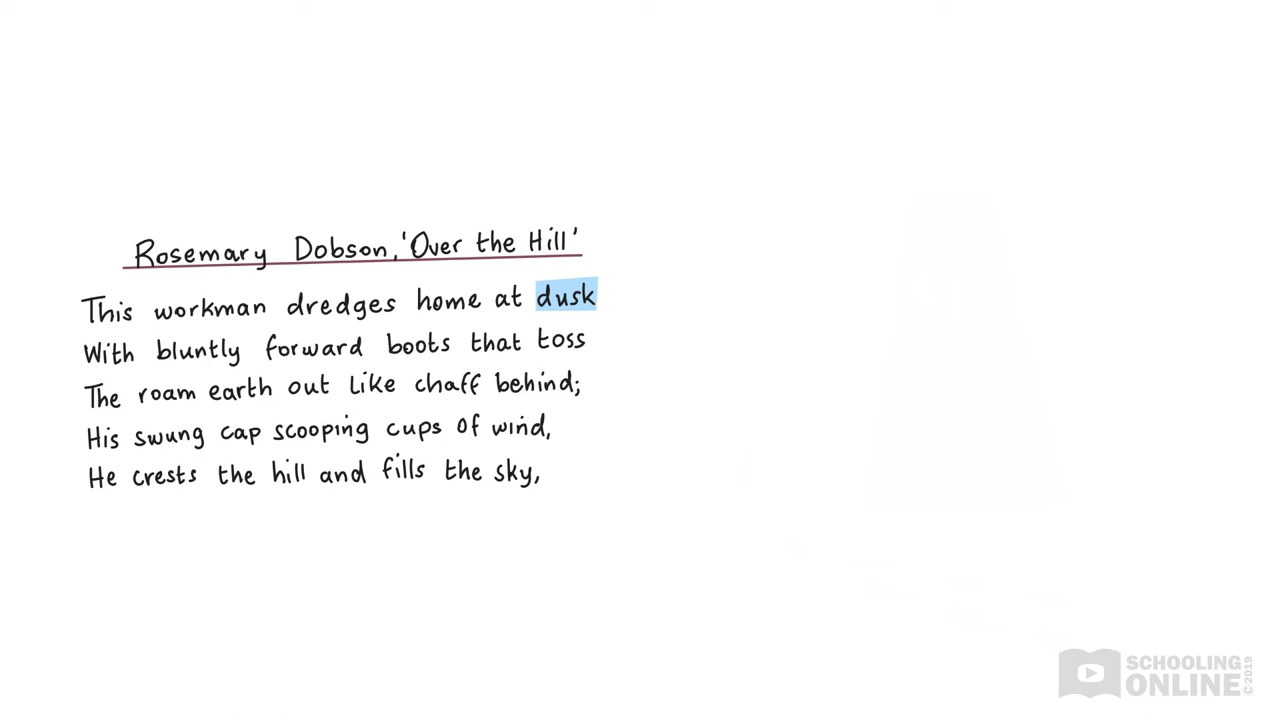 Rosemary Dobson, 'Over the Hill'
This workman dredges home at dusk
With bluntly forward boots that toss
The roam earth out like chaff behind;
His swung cap scooping cups of wind,
He crests the hill and fills the sky,
SCHOOLING
ONLINE
©2019